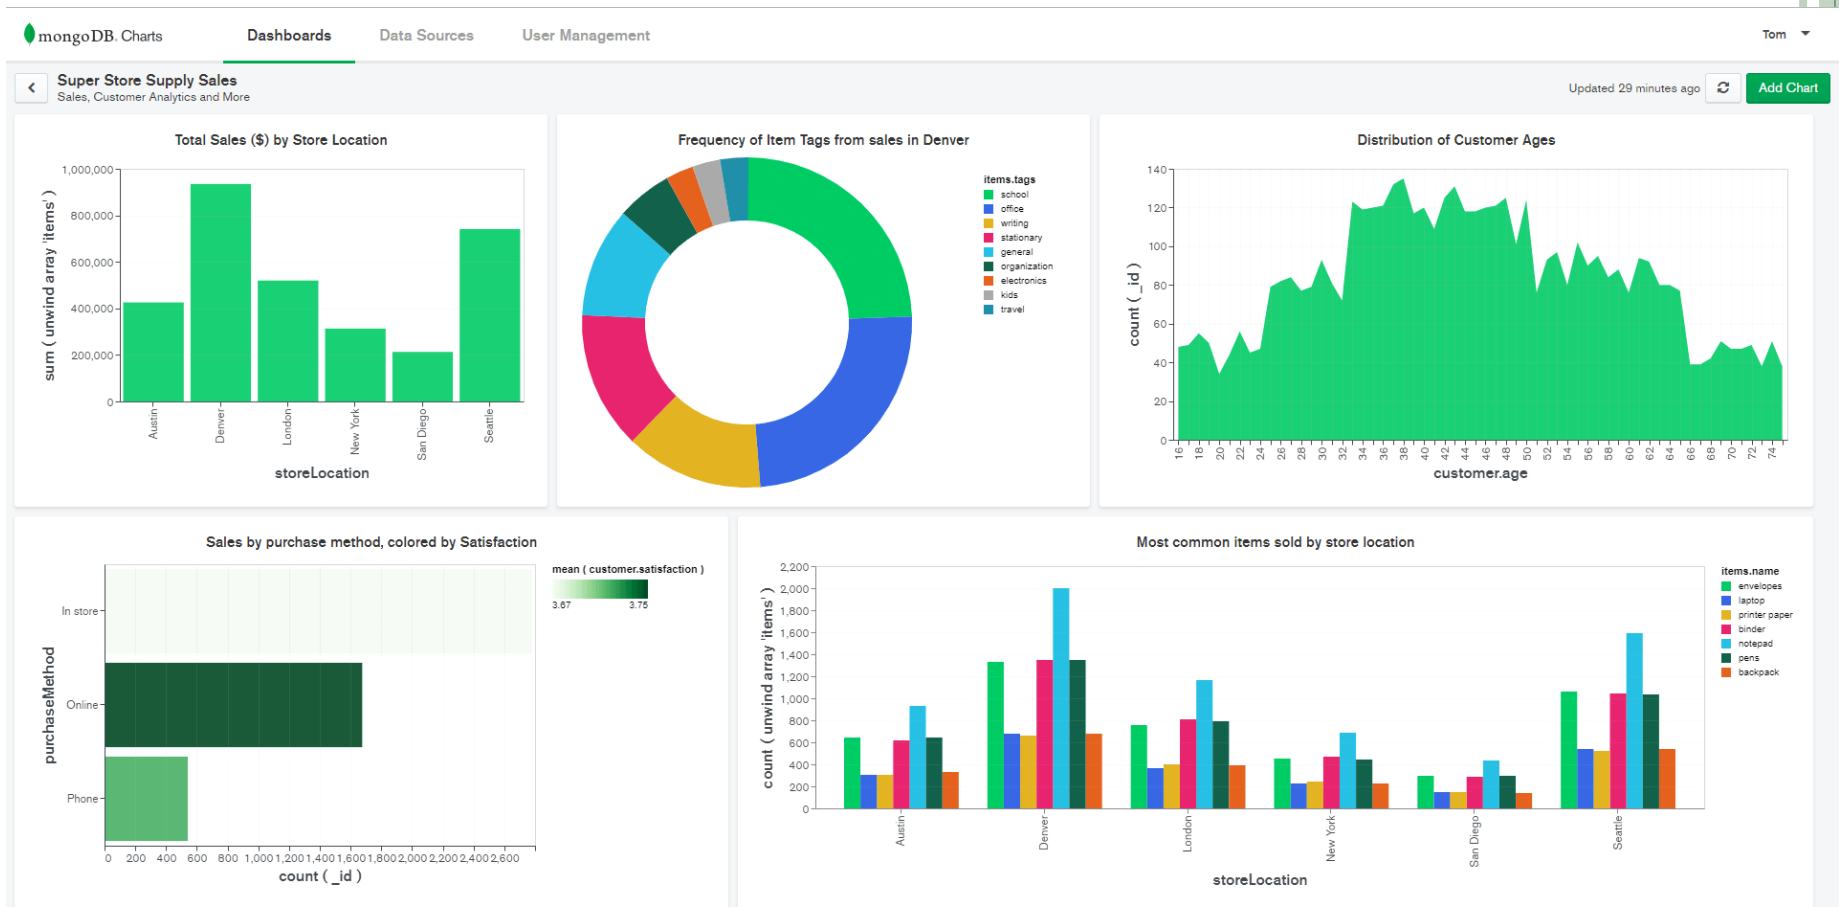 mongoDB. Charts
Dashboards
Data Sources
User Management
Tom
Super Store Supply Sales
Sales, Customer Analytics and More
Updated 29 minutes ago
Add Chart
Total Sales ($) by Store Location
sum ( unwind array 'items' )
1,000,000
800,000
600,000
400,000
200,000
0
Austin
Denver
London
New York
San Diego
Seattle
storeLocation
Frequency of Item Tags from sales in Denver
items.tags
school
office
writing
stationary
general
organization
electronics
kids
travel
Distribution of Customer Ages
count ( _id )
140
120
100
80
60
40
20
0
16
18
20
22
24
26
28
30
32
34
36
38
40
42
44
46
48
50
52
54
56
58
60
62
64
66
68
70
72
74
customer.age
Sales by purchase method, colored by Satisfaction
purchaseMethod
In store
Online
Phone
0 200 400 600 800 1,000 1,200 1,400 1,600 1,800 2,000 2,200 2,400 2,600
count ( _id )
mean ( customer.satisfaction )
3.67 3.75
Most common items sold by store location
count ( unwind array 'items' )
2,200
2,000
1,800
1,600
1,400
1,200
1,000
800
600
400
200
0
Austin
Denver
London
New York
San Diego
Seattle
storeLocation
items.name
envelopes
laptop
printer paper
binder
notepad
pens
backpack